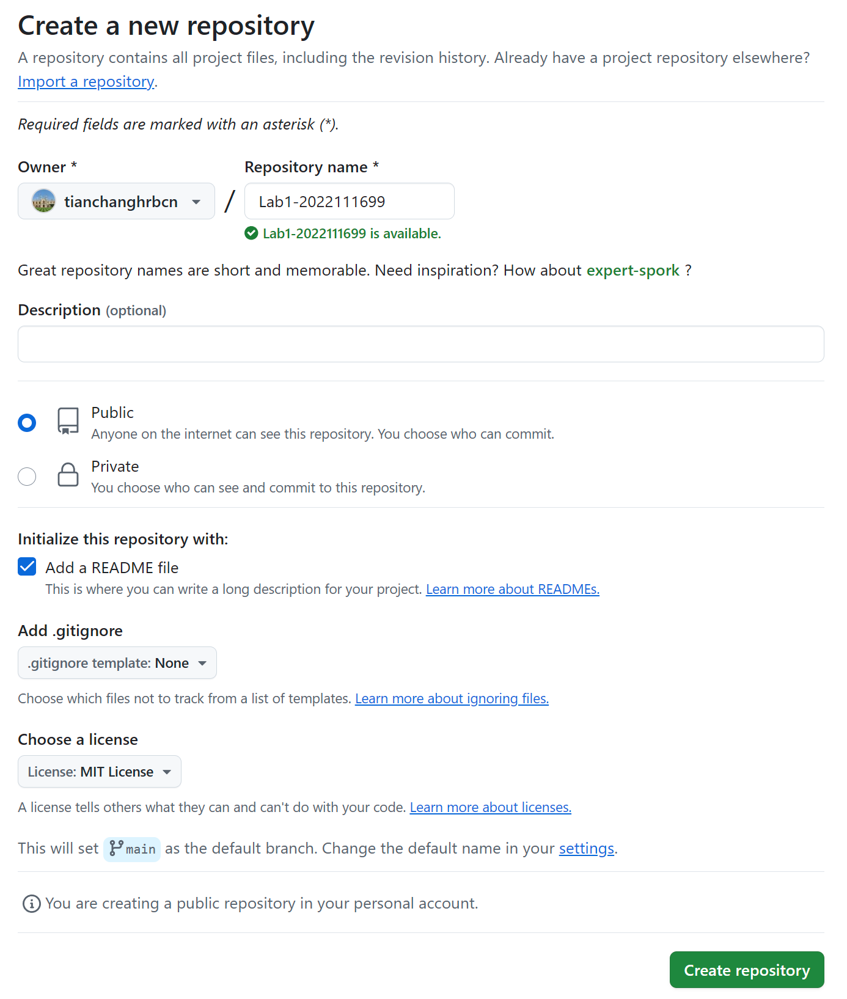 Create a new repository
A repository contains all project files, including the revision history. Already have a project repository elsewhere?
Import a repository.
Required fields are marked with an asterisk (*).
Owner * Repository name *
tianchanghrbcn / Lab1-2022111699
Lab1-2022111699 is available.
Great repository names are short and memorable. Need inspiration? How about expert-spork ?
Description (optional)
Public
Anyone on the internet can see this repository. You choose who can commit.
Private
You choose who can see and commit to this repository.
Initialize this repository with:
Add a README file
This is where you can write a long description for your project. Learn more about READMEs.
Add .gitignore
.gitignore template: None
Choose which files not to track from a list of templates. Learn more about ignoring files.
Choose a license
License: MIT License
A license tells others what they can and can't do with your code. Learn more about licenses.
This will set main as the default branch. Change the default name in your settings.
You are creating a public repository in your personal account.
Create repository